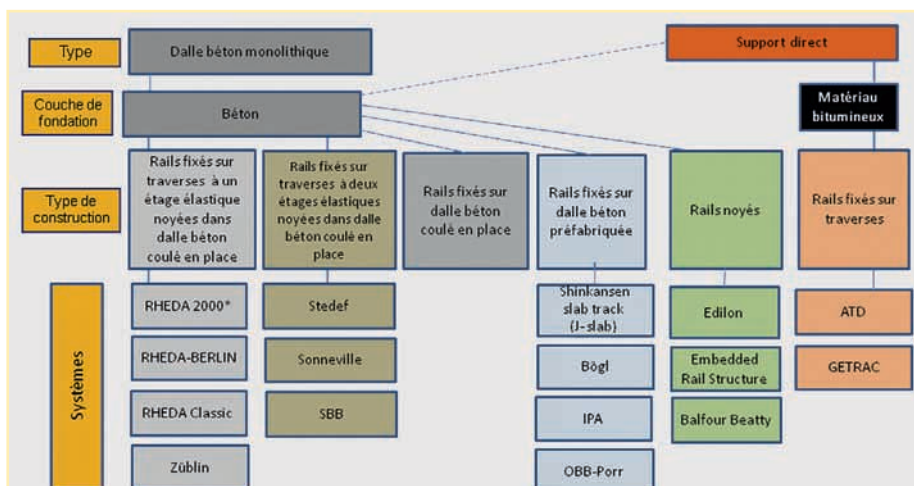 Type
Dalle béton monolithique
Support direct
Couche de
fondation
Béton
Matériau
bitumineux
Type de
construction
Rails fixés sur
traverses à un
étage élastique
noyées dans
dalle béton
coulé en place
Rails fixés sur
traverses à deux
étages élastiques
noyées dans dalle
béton coulé en
place
Rails fixés sur
dalle béton
coulé en place
Rails fixés sur
dalle béton
préfabriquée
Rails noyés
Rails fixés sur
traverses
Systèmes
RHEDA 2000*
RHEDA-BERLIN
RHEDA Classic
Züblin
Stedef
Sonneville
SBB
Shinkansen
slab track
(J-slab)
Bögl
IPA
OBB-Porr
Edilon
Embedded
Rail Structure
Balfour Beatty
ATD
GETRAC